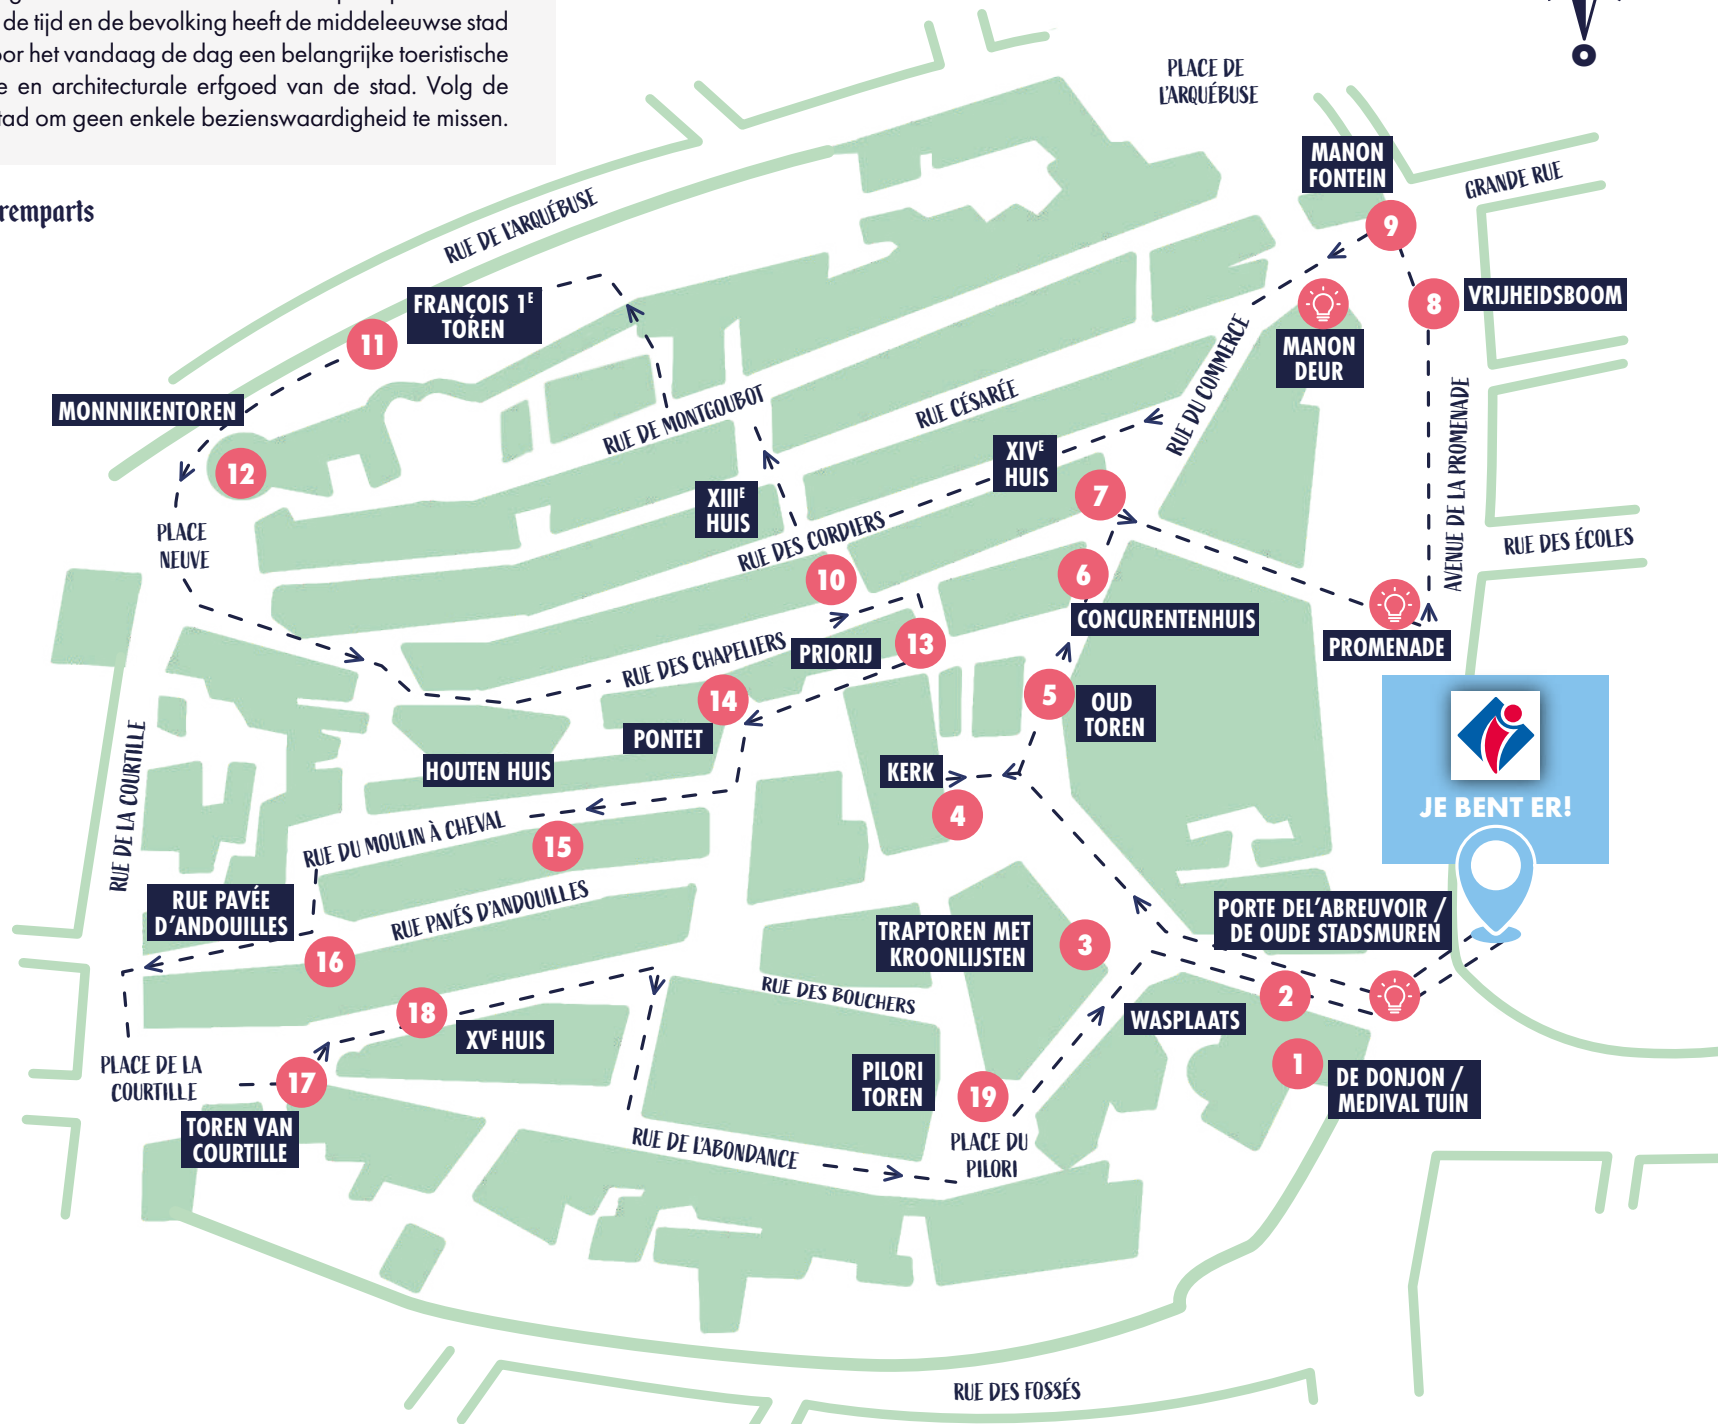 de tijd en de bevolking heeft de middeleeuwse stad
het vandaag de dag een belangrijke toeristische
en architecturale erfgoed van de stad. Volg de
om geen enkele bezienswaardigheid te missen.
remparts
PLACE DE
L'ARQUÉBUSE
MANON
FONTEIN
GRANDE RUE
9
RUE DE L'ARQUÉBUSE
FRANÇOIS 1E
TOREN
11
8
VRIJHEIDSBOOM
MANON
DEUR
MONNNIKENTOREN
12
RUE DE MONTGOUBOT
RUE CÉSARÉE
RUE DU COMMERCE
AVENUE DE LA PROMENADE
XIVE
HUIS
7
XIIIE
HUIS
PLACE
NEUVE
RUE DES CORDIERS
RUE DES ÉCOLES
10
6
CONCURENTENHUIS
PROMENADE
RUE DES CHAPELIERS
PRIORIJ
13
14
PONTET
5
OUD
TOREN
HOUTEN HUIS
KERK
4
JE BENT ER!
RUE DE LA COURTILLE
RUE DU MOULIN À CHEVAL
15
RUE PAVÉE
D'ANDOUILLES
RUE PAVÉS D'ANDOUILLES
16
TRAPTOREN MET
KROONLIJSTEN
3
PORTE DEL'ABREUVOIR /
DE OUDE STADSMUREN
RUE DES BOUCHERS
2
WASPLAATS
18
XVE HUIS
1
DE DONJON /
MEDIVAL TUIN
PLACE DE LA
COURTILLE
17
TOREN VAN
COURTILLE
PILORI
TOREN
19
PLACE DU
PILORI
RUE DE L'ABONDANCE
RUE DES FOSSÉS